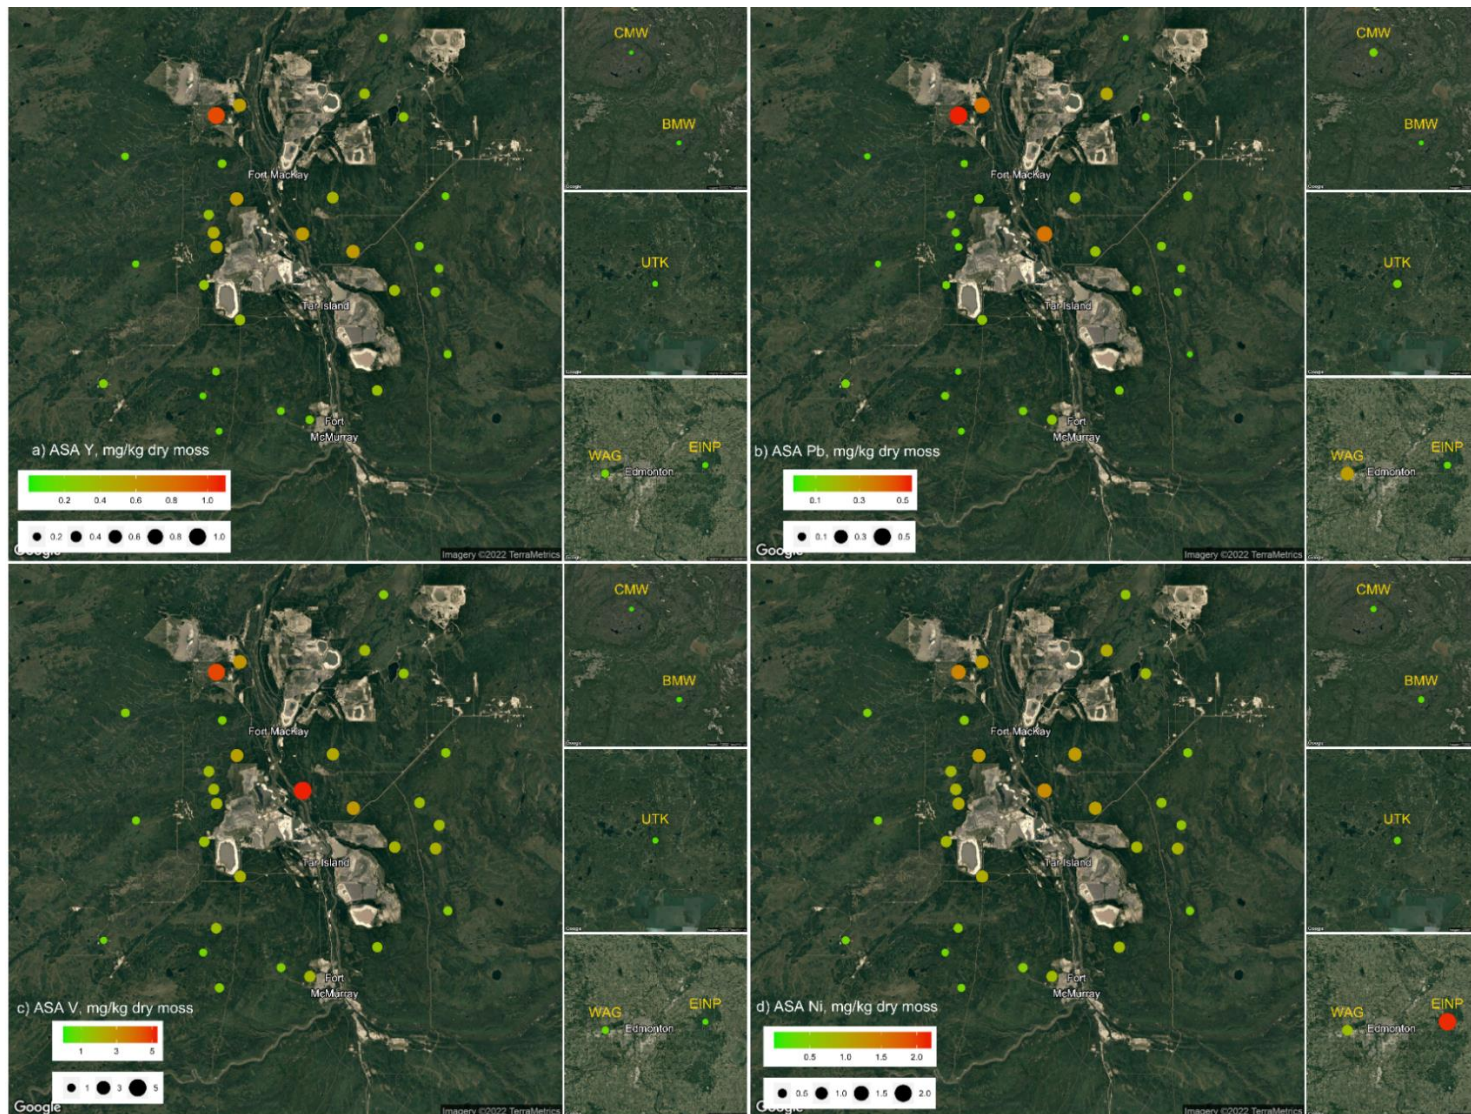 CMW
BMW
Fort MacKay
UTK
Tar Island
Fort
McMurray
a) ASA Y, mg/kg dry moss
0.2 0.4 0.6 0.8 1.0
0.2 0.4 0.6 0.8 1.0
Google
Imagery ©2022 TerraMetrics
WAG
Edmonton
EINP
CMW
BMW
Fort MacKay
UTK
Tar Island
Fort
McMurray
b) ASA Pb, mg/kg dry moss
0.1 0.3 0.5
0.1 0.3 0.5
Google
Imagery ©2022 TerraMetrics
WAG
Edmonton
EINP
CMW
BMW
Fort MacKay
UTK
Tar Island
Fort
McMurray
c) ASA V, mg/kg dry moss
1 3 5
1 3 5
Google
Imagery ©2022 TerraMetrics
WAG
Edmonton
EINP
CMW
BMW
Fort MacKay
UTK
Tar Island
Fort
McMurray
d) ASA Ni, mg/kg dry moss
0.5 1.0 1.5 2.0
0.5 1.0 1.5 2.0
Google
Imagery ©2022 TerraMetrics
WAG
Edmonton
EINP